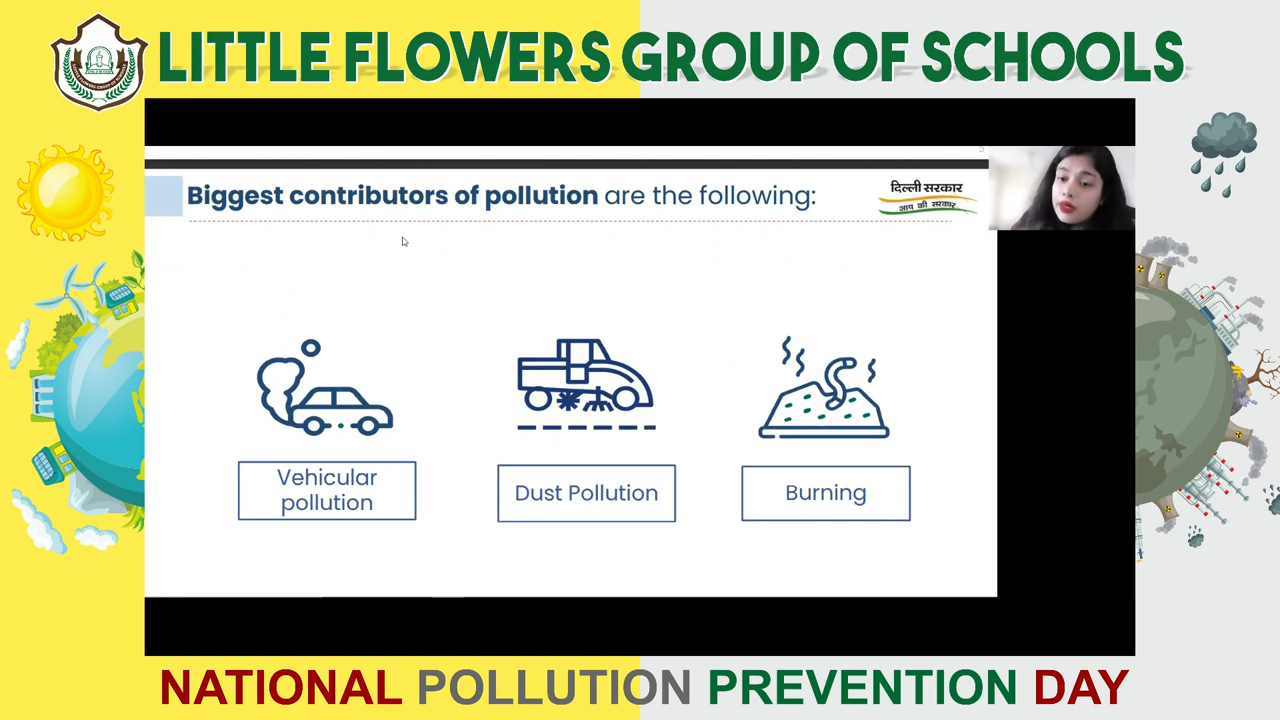 LITTLE FLOWERS GROUP OF SCHOOLS
5
Biggest contributors of pollution are the following:
दिल्ली सरकार
आप की सरकार
Vehicular
pollution
Dust Pollution
Burning
NATIONAL POLLUTION PREVENTION DAY